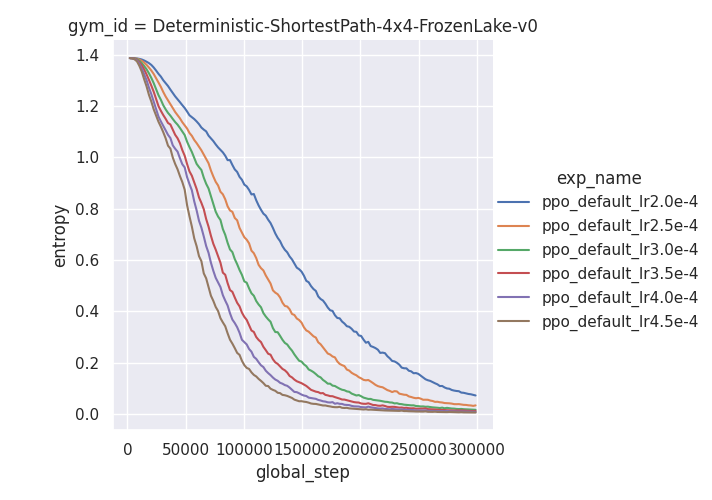 gym_id = Deterministic-ShortestPath-4x4-FrozenLake-v0
1.4
1.2
1.0
0.8
0.6
0.4
0.2
0.0
entropy
0 50000 100000 150000 200000 250000 300000
global_step
exp_name
ppo_default_lr2.0e-4
ppo_default_lr2.5e-4
ppo_default_lr3.0e-4
ppo_default_lr3.5e-4
ppo_default_lr4.0e-4
ppo_default_lr4.5e-4